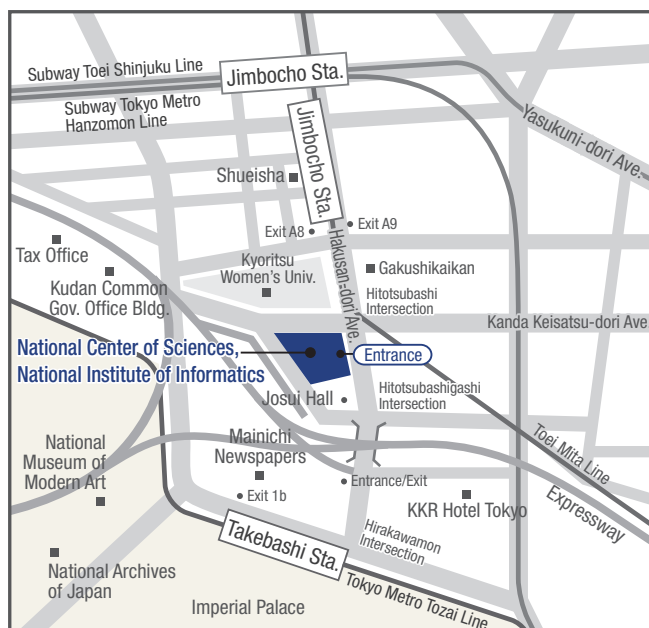 Subway Toei Shinjuku Line
Jimbocho Sta.
Subway Tokyo Metro
Hanzomon Line
Jimbocho Sta.
Yasukuni-dori Ave.
Shueisha
Exit A8
Exit A9
Hakusan-dori Ave.
Tax Office
Kudan Common
Gov. Office Bldg.
Kyoritsu
Women's Univ.
Gakushikaikan
Hitotsubashi
Intersection
Kanda Keisatsu-dori Ave.
National Center of Sciences,
National Institute of Informatics
Entrance
Josui Hall
Hitotsubashigashi
Intersection
National
Museum of
Modern Art
Mainichi
Newspapers
Toei Mita Line
Expressway
Exit 1b
Entrance/Exit
KKR Hotel Tokyo
Takebashi Sta.
Hirakawamon
Intersection
National Archives
of Japan
Imperial Palace
Tokyo Metro Tozai Line